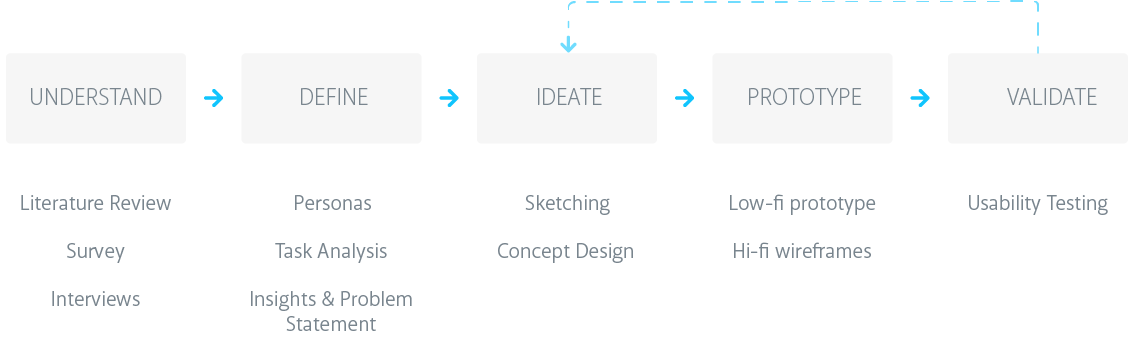 UNDERSTAND
DEFINE
IDEATE
PROTOTYPE
VALIDATE
Literature Review
Survey
Interviews
Personas
Task Analysis
Insights & Problem
Statement
Sketching
Concept Design
Low-fi prototype
Hi-fi wireframes
Usability Testing